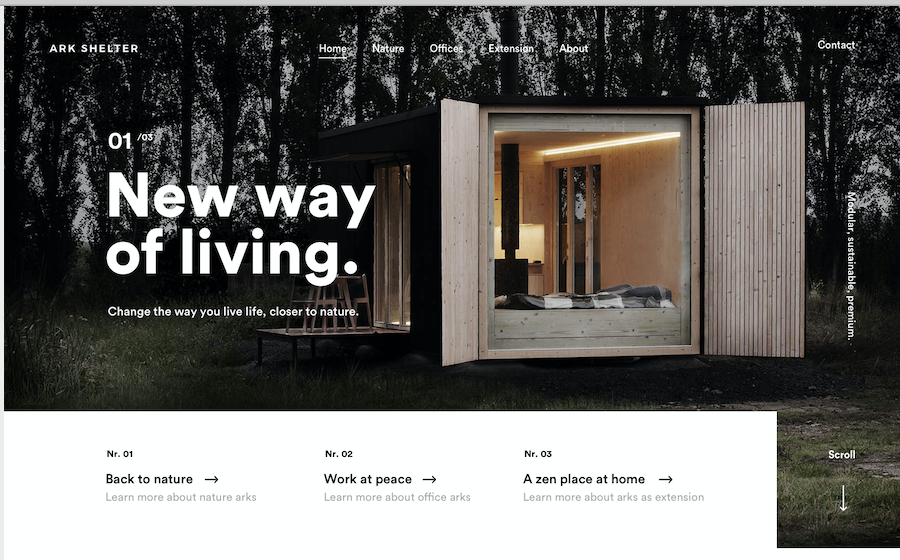 ARK SHELTER
Home
Nature
Offices
Extension
About
Contact
01 /03
New way
of living.
Change the way you live life, closer to nature.
Modular, sustainable, premium.
Nr. 01
Back to nature →
Learn more about nature arks
Nr. 02
Work at peace →
Learn more about office arks
Nr. 03
A zen place at home →
Learn more about arks as extension
Scroll